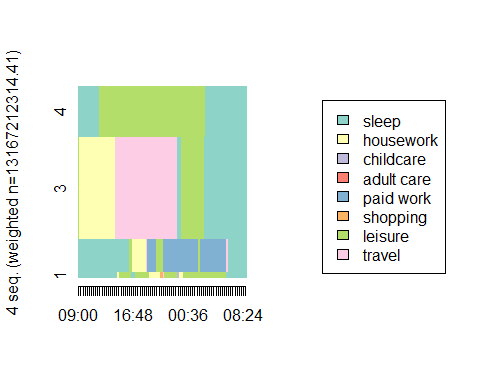 4 seq. (weighted n=13167212314.41)
4
3
1
09:00 16:48 00:36 08:24
sleep
housework
childcare
adult care
paid work
shopping
leisure
travel